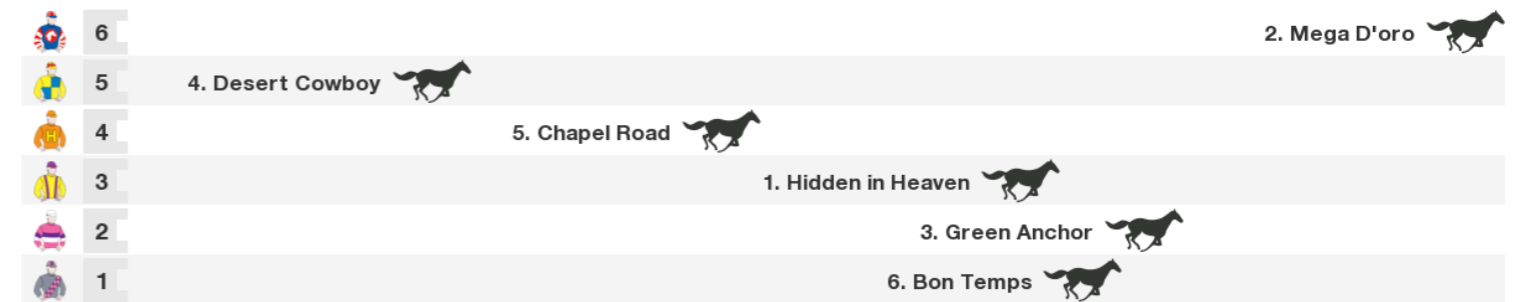 6 2. Mega D'oro
5 4. Desert Cowboy
4 H 5. Chapel Road
3 1. Hidden in Heaven
2 3. Green Anchor
1 6. Bon Temps